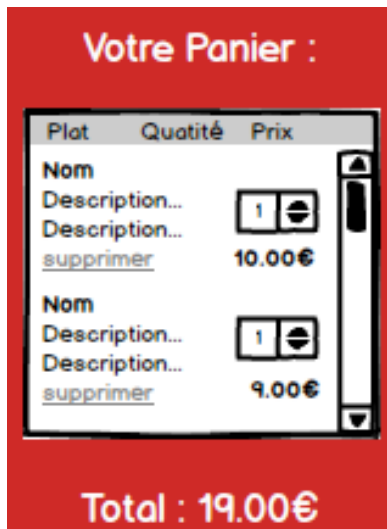 Votre Panier :
Plat Quatité Prix
Nom
Description...
Description...
1
supprimer
10.00€
Nom
Description...
Description...
1
supprimer
9.00€
Total : 19.00€